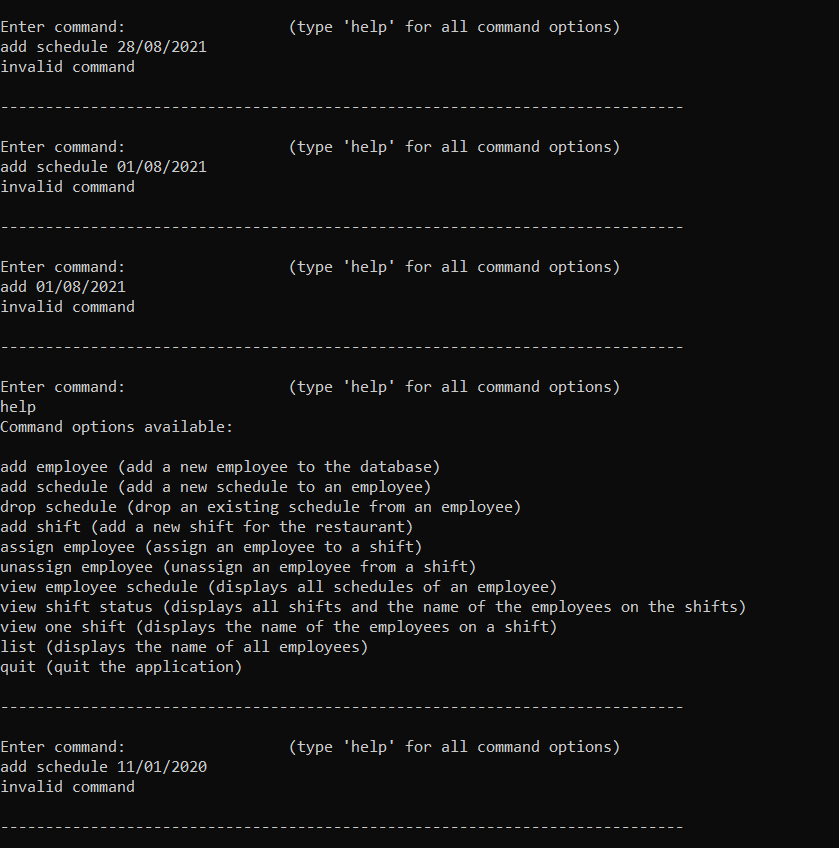 Enter command: (type 'help' for all command options)
add schedule 28/08/2021
invalid command
--------------------------------------------------------------------------------
Enter command: (type 'help' for all command options)
add schedule 01/08/2021
invalid command
--------------------------------------------------------------------------------
Enter command: (type 'help' for all command options)
add 01/08/2021
invalid command
--------------------------------------------------------------------------------
Enter command: (type 'help' for all command options)
help
Command options available:
add employee (add a new employee to the database)
add schedule (add a new schedule to an employee)
drop schedule (drop an existing schedule from an employee)
add shift (add a new shift for the restaurant)
assign employee (assign an employee to a shift)
unassign employee (unassign an employee from a shift)
view employee schedule (displays all schedules of an employee)
view shift status (displays all shifts and the name of the employees on the shifts)
view one shift (displays the name of the employees on a shift)
list (displays the name of all employees)
quit (quit the application)
--------------------------------------------------------------------------------
Enter command: (type 'help' for all command options)
add schedule 11/01/2020
invalid command
--------------------------------------------------------------------------------